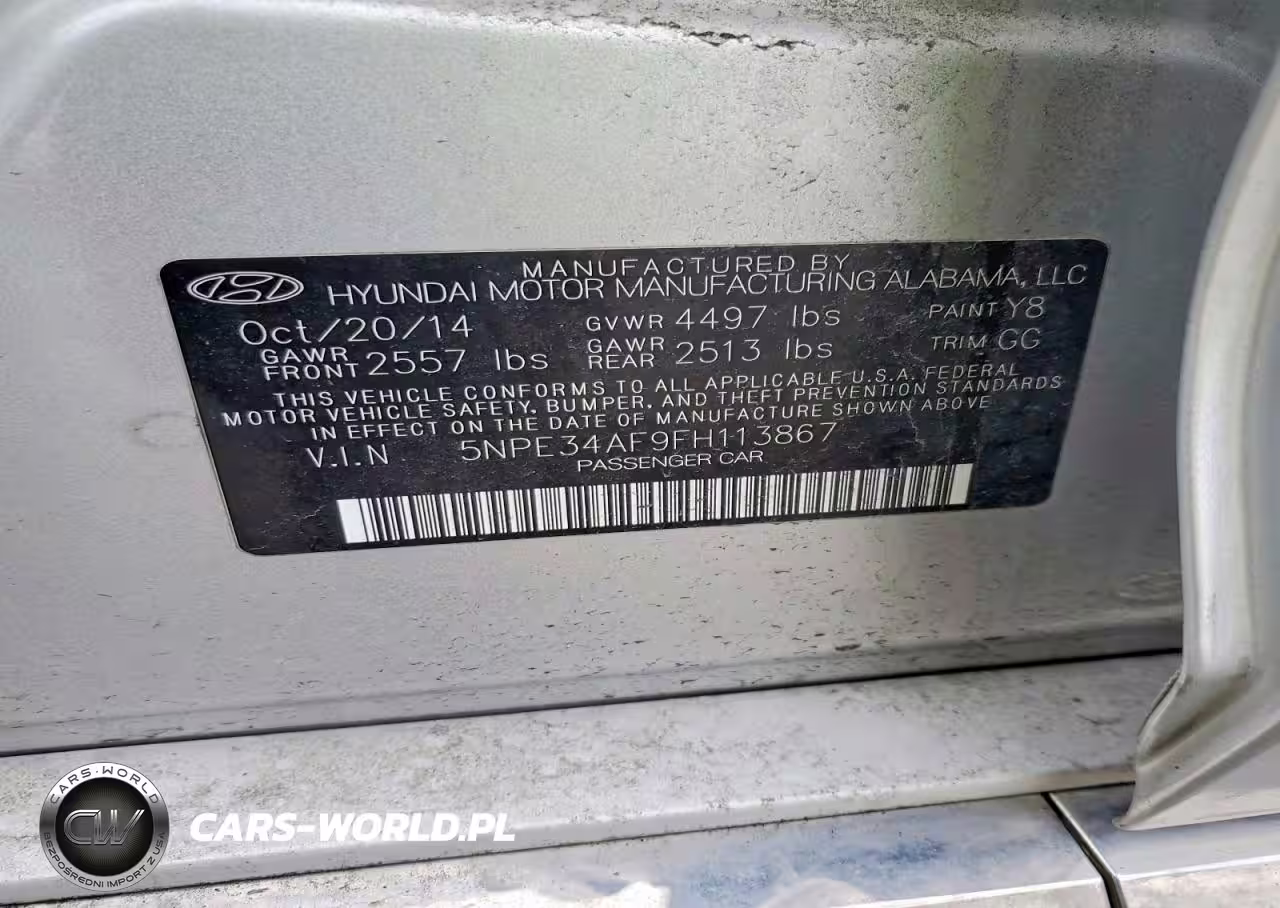 MANUFACTURED BY
HYUNDAI MOTOR MANUFACTURING ALABAMA, LLC
Oct/20/14 GVWR 4497 lbs PAINT Y8
GAWR FRONT 2557 lbs GAWR REAR 2513 lbs TRIM GG
THIS VEHICLE CONFORMS TO ALL APPLICABLE U.S.A. FEDERAL
MOTOR VEHICLE SAFETY, BUMPER, AND THEFT PREVENTION STANDARDS
IN EFFECT ON THE DATE OF MANUFACTURE SHOWN ABOVE
V.I.N 5NPE34AF9FH113867
PASSENGER CAR
CARS-WORLD
CW
BEZPOŚREDNI IMPORT Z USA
CARS-WORLD.PL